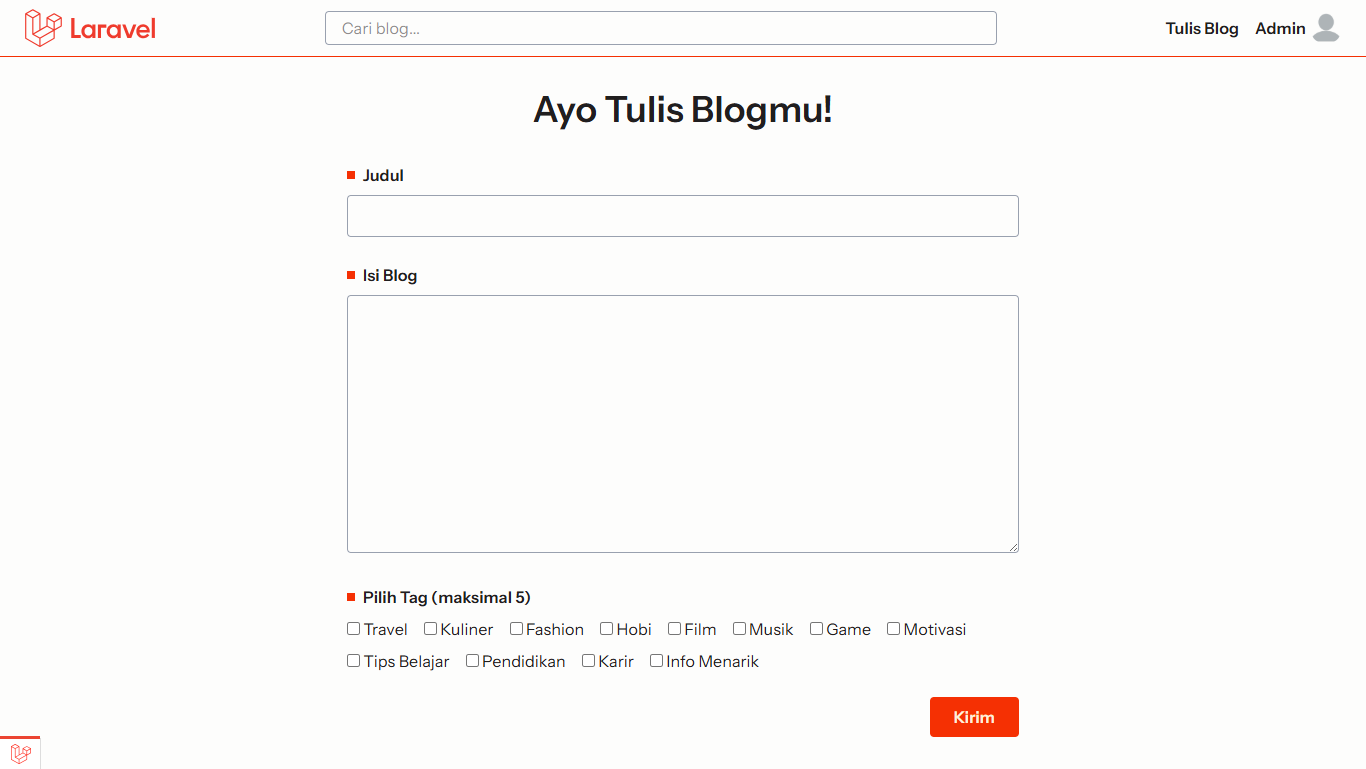 Laravel
Cari blog...
Tulis Blog
Admin
Ayo Tulis Blogmu!
Judul
Isi Blog
Pilih Tag (maksimal 5)
Travel Kuliner Fashion Hobi Film Musik Game Motivasi
Tips Belajar Pendidikan Karir Info Menarik
Kirim